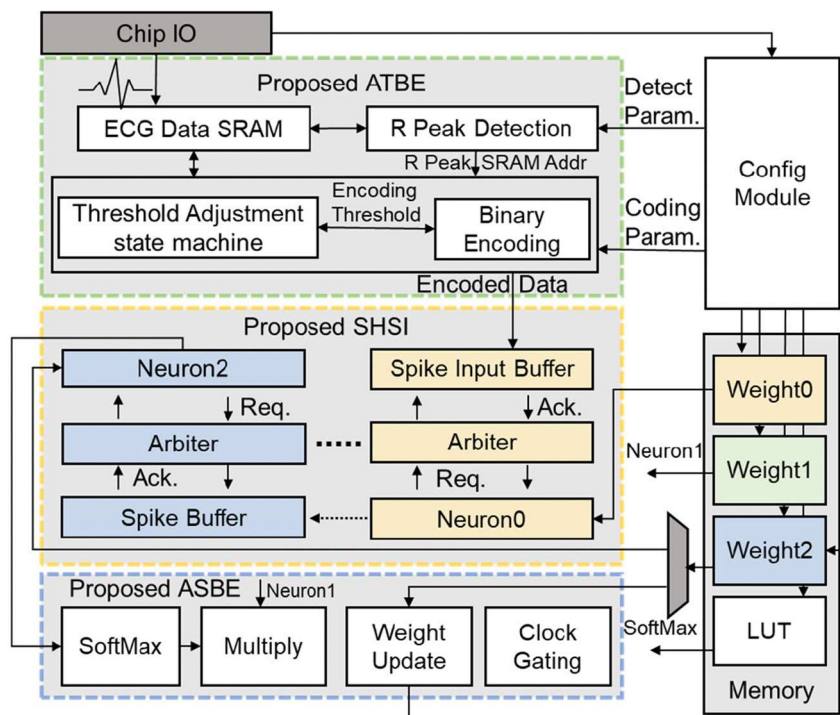 Chip IO
Proposed ATBE
Detect
Param.
ECG Data SRAM
R Peak Detection
R Peak SRAM Addr
Config
Module
Encoding
Threshold
Threshold Adjustment
state machine
Binary
Encoding
Coding
Param.
Encoded Data
Proposed SHSI
Neuron2
Spike Input Buffer
Weight0
Req.
Ack.
Arbiter
Arbiter
Neuron1
Weight1
Ack.
Req.
Spike Buffer
Neuron0
Weight2
Proposed ASBE
Neuron1
SoftMax
Multiply
Weight
Update
Clock
Gating
SoftMax
LUT
Memory